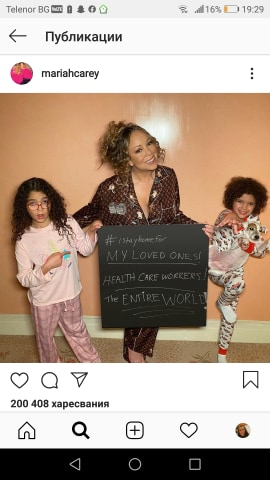 Telenor BG 16% 19:29
Публикации
mariahcarey
#istayhomefor
MY LOVED ONES!
HEALTH CARE WORKERS!
The ENTIRE WORLD!
200 408 харесвания